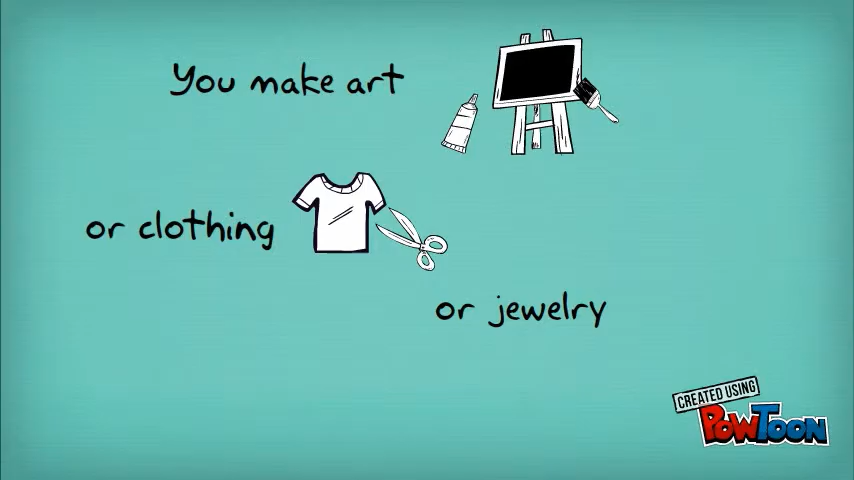 You make art
or clothing
or jewelry
CREATED USING
POWTOON